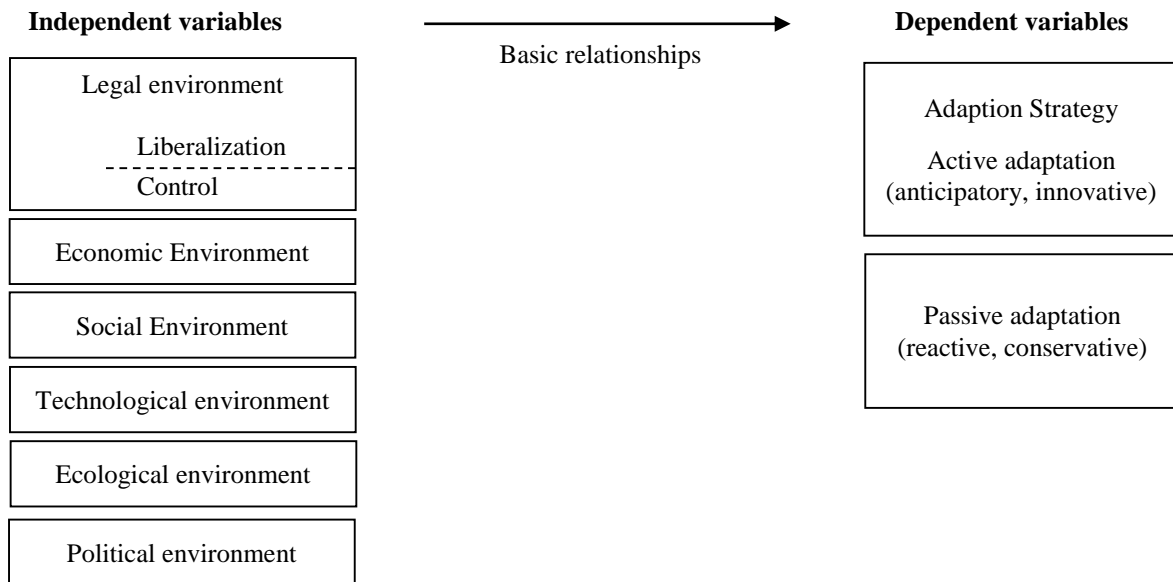 Independent variables
Basic relationships
Dependent variables
Legal environment
Liberalization
Control
Economic Environment
Social Environment
Technological environment
Ecological environment
Political environment
Adaption Strategy
Active adaptation
(anticipatory, innovative)
Passive adaptation
(reactive, conservative)